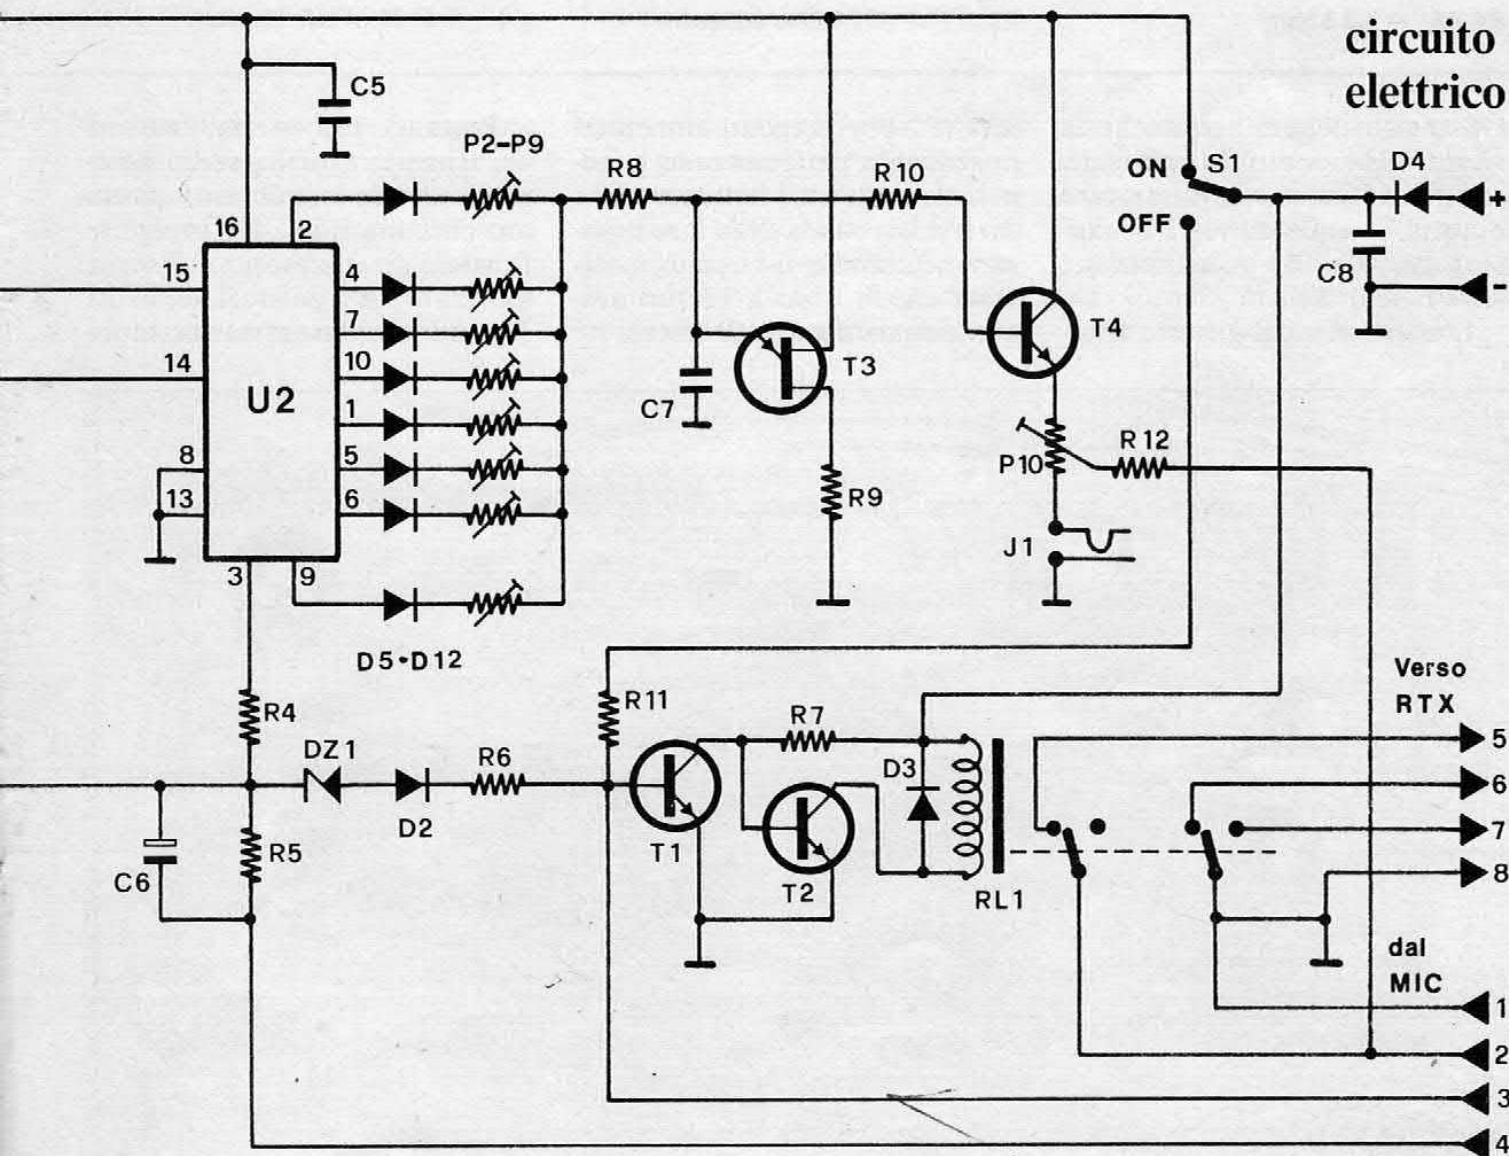 circuito
elettrico
C5
P2-P9
R8
R10
ON
S1
D4
+
OFF
C8
-
16
2
15
4
7
14
10
U2
1
8
5
13
6
3
9
C7
T3
T4
P10
R12
R9
J1
D5•D12
Verso
RTX
R4
R11
R7
5
DZ1
R6
D3
6
D2
7
C6
R5
T1
T2
RL1
8
dal
MIC
1
2
3
4